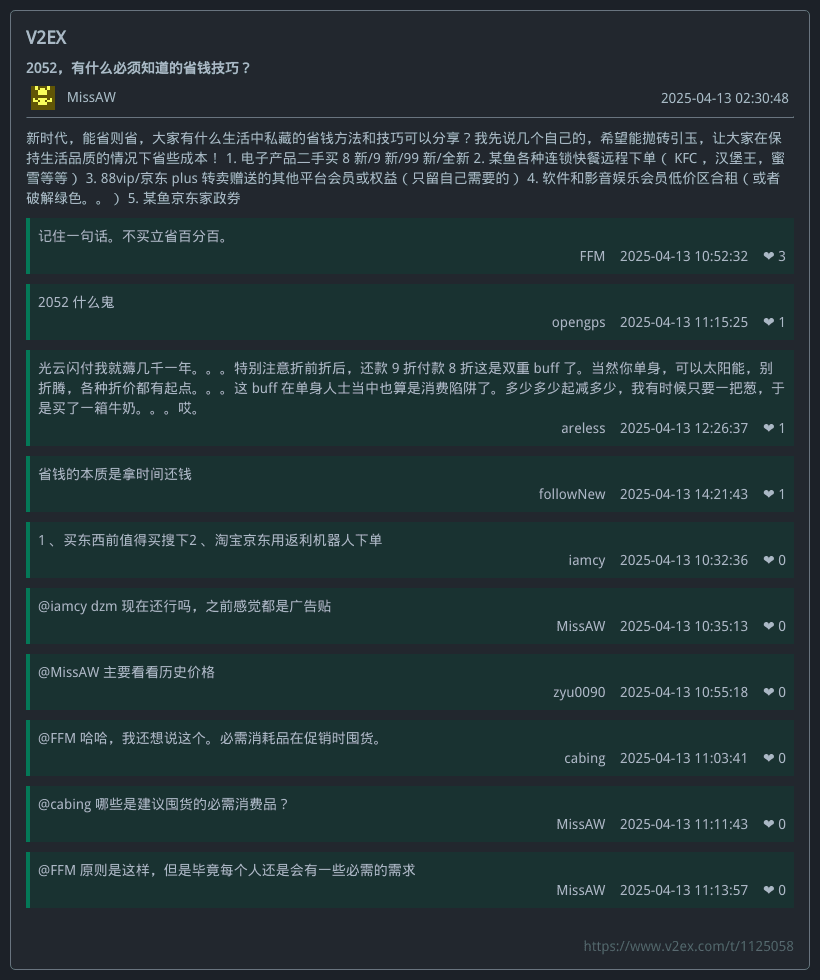 V2EX
2052，有什么必须知道的省钱技巧？
MissAW 2025-04-13 02:30:48
新时代，能省则省，大家有什么生活中私藏的省钱方法和技巧可以分享？我先说几个自己的，希望能抛砖引玉，让大家在保
持生活品质的情况下省些成本！ 1. 电子产品二手买 8 新/9 新/99 新/全新 2. 某鱼各种连锁快餐远程下单（ KFC ，汉堡王，蜜
雪等等） 3. 88vip/京东 plus 转卖赠送的其他平台会员或权益（只留自己需要的） 4. 软件和影音娱乐会员低价区合租（或者
破解绿色。。） 5. 某鱼京东家政券
记住一句话。不买立省百分百。
FFM 2025-04-13 10:52:32 ❤ 3
2052 什么鬼
opengps 2025-04-13 11:15:25 ❤ 1
光云闪付我就薅几千一年。。。特别注意折前折后，还款 9 折付款 8 折这是双重 buff 了。当然你单身，可以太阳能，别
折腾，各种折价都有起点。。。这 buff 在单身人士当中也算是消费陷阱了。多少多少起减多少，我有时候只要一把葱，于
是买了一箱牛奶。。。哎。
areless 2025-04-13 12:26:37 ❤ 1
省钱的本质是拿时间还钱
followNew 2025-04-13 14:21:43 ❤ 1
1 、买东西前值得买搜下2 、淘宝京东用返利机器人下单
iamcy 2025-04-13 10:32:36 ❤ 0
@iamcy dzm 现在还行吗，之前感觉都是广告贴
MissAW 2025-04-13 10:35:13 ❤ 0
@MissAW 主要看看历史价格
zyu0090 2025-04-13 10:55:18 ❤ 0
@FFM 哈哈，我还想说这个。必需消耗品在促销时囤货。
cabing 2025-04-13 11:03:41 ❤ 0
@cabing 哪些是建议囤货的必需消费品？
MissAW 2025-04-13 11:11:43 ❤ 0
@FFM 原则是这样，但是毕竟每个人还是会有一些必需的需求
MissAW 2025-04-13 11:13:57 ❤ 0
https://www.v2ex.com/t/1125058